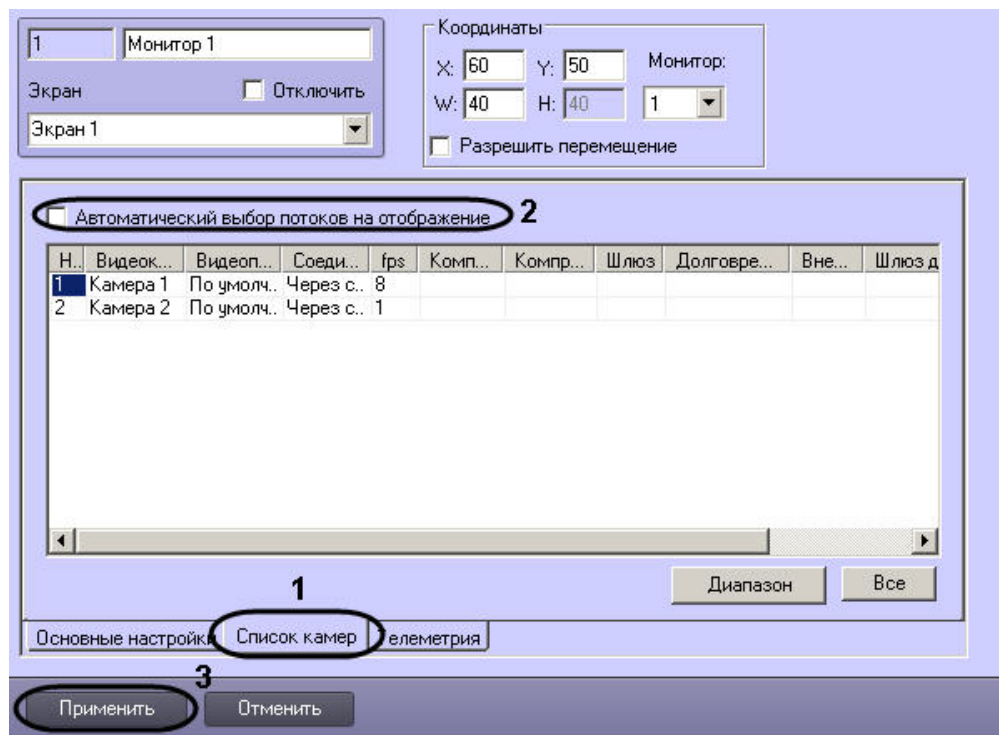 1 Монитор 1
Экран Отключить
Экран 1
Координаты
X: 60 Y: 50 Монитор:
W: 40 H: 40 1
Разрешить перемещение
Автоматический выбор потоков на отображение 2
Н.. Видеок... Видеоп... Соеди... fps Комп... Компр... Шлюз Долговре... Вне... Шлюз д
1 Камера 1 По умолч.. Через с.. 8
2 Камера 2 По умолч.. Через с.. 1
Диапазон Все
1
Основные настройки Список камер Телеметрия
3
Применить Отменить